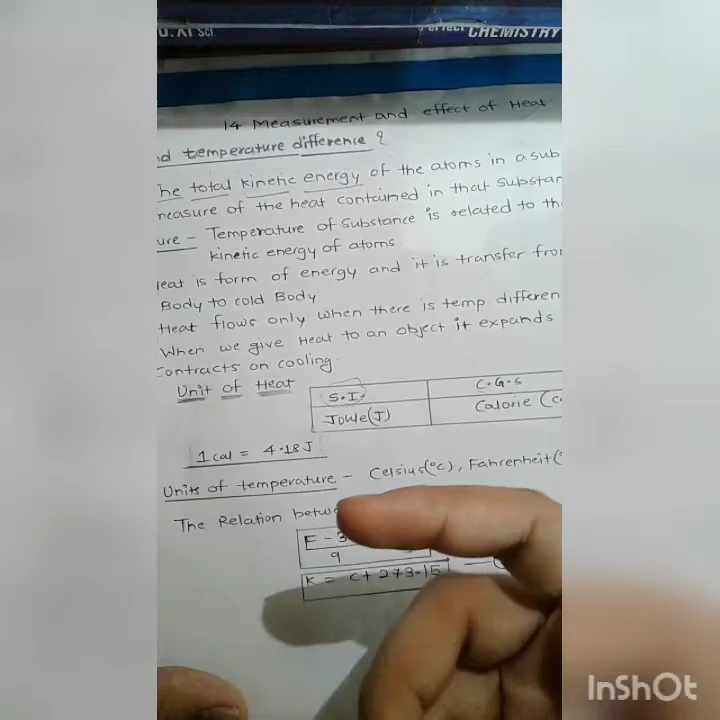 U. XI Sci.
CHEMISTRY
14 Measurement and effect of Heat
nd temperature difference ?
he total kinetic energy of the atoms in a sub
measure of the heat contained in that substan
ure - Temperature of Substance is related to th
kinetic energy of atoms.
eat is form of energy and it is transfer fro
Body to cold Body
Heat flows only when there is temp differen
When we give Heat to an object it expands
contracts on cooling.
Unit of Heat
S.I. C.G.S
Joule(J) Calorie (c
1 cal = 4.18 J
Units of temperature - Celsius(°C), Fahrenheit(°
The Relation betw
F - 3
9
K = C + 273.15
InShOt